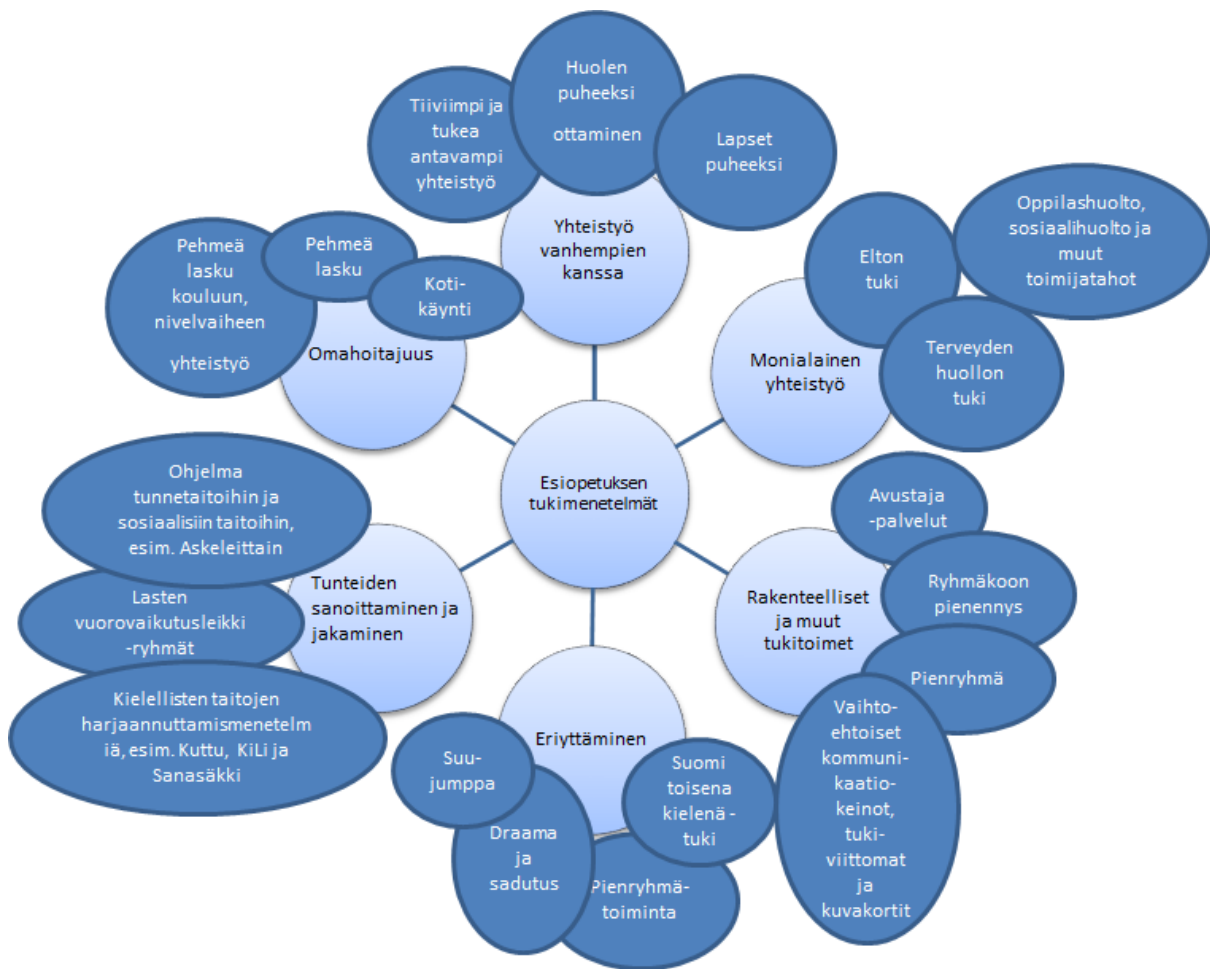 Huolen
puheeksi
ottaminen
Tiiviimpi ja
tukea
antavampi
yhteistyö
Lapset
puheeksi
Yhteistyö
vanhempien
kanssa
Oppilashuolto,
sosiaalihuolto ja
muut
toimijatahot
Elton
tuki
Terveyden
huollon
tuki
Monialainen
yhteistyö
Pehmeä
lasku
kouluun,
nivelvaiheen
yhteistyö
Pehmeä
lasku
Koti-
käynti
Omahoitajuus
Esiopetuksen
tukimenetelmät
Avustaja
-palvelut
Ryhmäkoon
pienennys
Pienryhmä
Vaihto-
ehtoiset
kommuni-
kaatio-
keinot,
tuki-
viittomat
ja
kuvakortit
Rakenteelliset
ja muut
tukitoimet
Ohjelma
tunnetaitoihin ja
sosiaalisiin taitoihin,
esim. Askeleittain
Lasten
vuorovaikutusleikki
-ryhmät
Kielellisten taitojen
harjaannuttamismenetelm
iä, esim. Kuttu, KiLi ja
Sanasäkki
Tunteiden
sanoittaminen ja
jakaminen
Eriyttäminen
Suu-
jumppa
Draama
ja
sadutus
Pienryhmä-
toiminta
Suomi
toisena
kielenä -
tuki